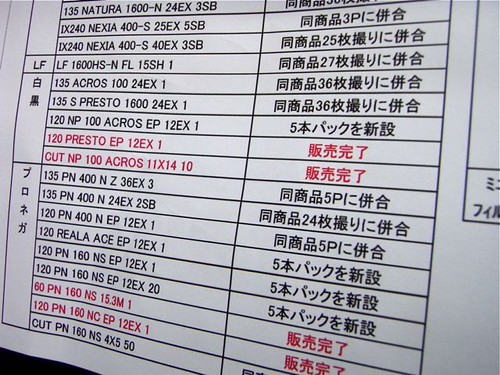 135 NATURA 1600-N 24EX 3SB
IX240 NEXIA 400-S 25EX 5SB 同商品3Pに併合
IX240 NEXIA 400-S 40EX 3SB 同商品25枚撮りに併合
LF LF 1600HS-N FL 15SH 1 同商品27枚撮りに併合
白黒
135 ACROS 100 24EX 1 同商品36枚撮りに併合
135 S PRESTO 1600 24EX 1 同商品36枚撮りに併合
120 NP 100 ACROS EP 12EX 1 5本パックを新設
120 PRESTO EP 12EX 1 販売完了
CUT NP 100 ACROS 11X14 10 販売完了
プロネガ
135 PN 400 N Z 36EX 3 同商品5Pに併合
135 PN 400 N 24EX 2SB 同商品24枚撮りに併合
120 PN 400 N EP 12EX 1 同商品5Pに併合
120 REALA ACE EP 12EX 1 5本パックを新設
120 PN 160 NS EP 12EX 1 5本パックを新設
120 PN 160 NS EP 12EX 20 5本パックを新設
60 PN 160 NS 15.3M 1 販売完了
120 PN 160 NC EP 12EX 1 販売完了
CUT PN 160 NS 4X5 50
ミニ
フィル